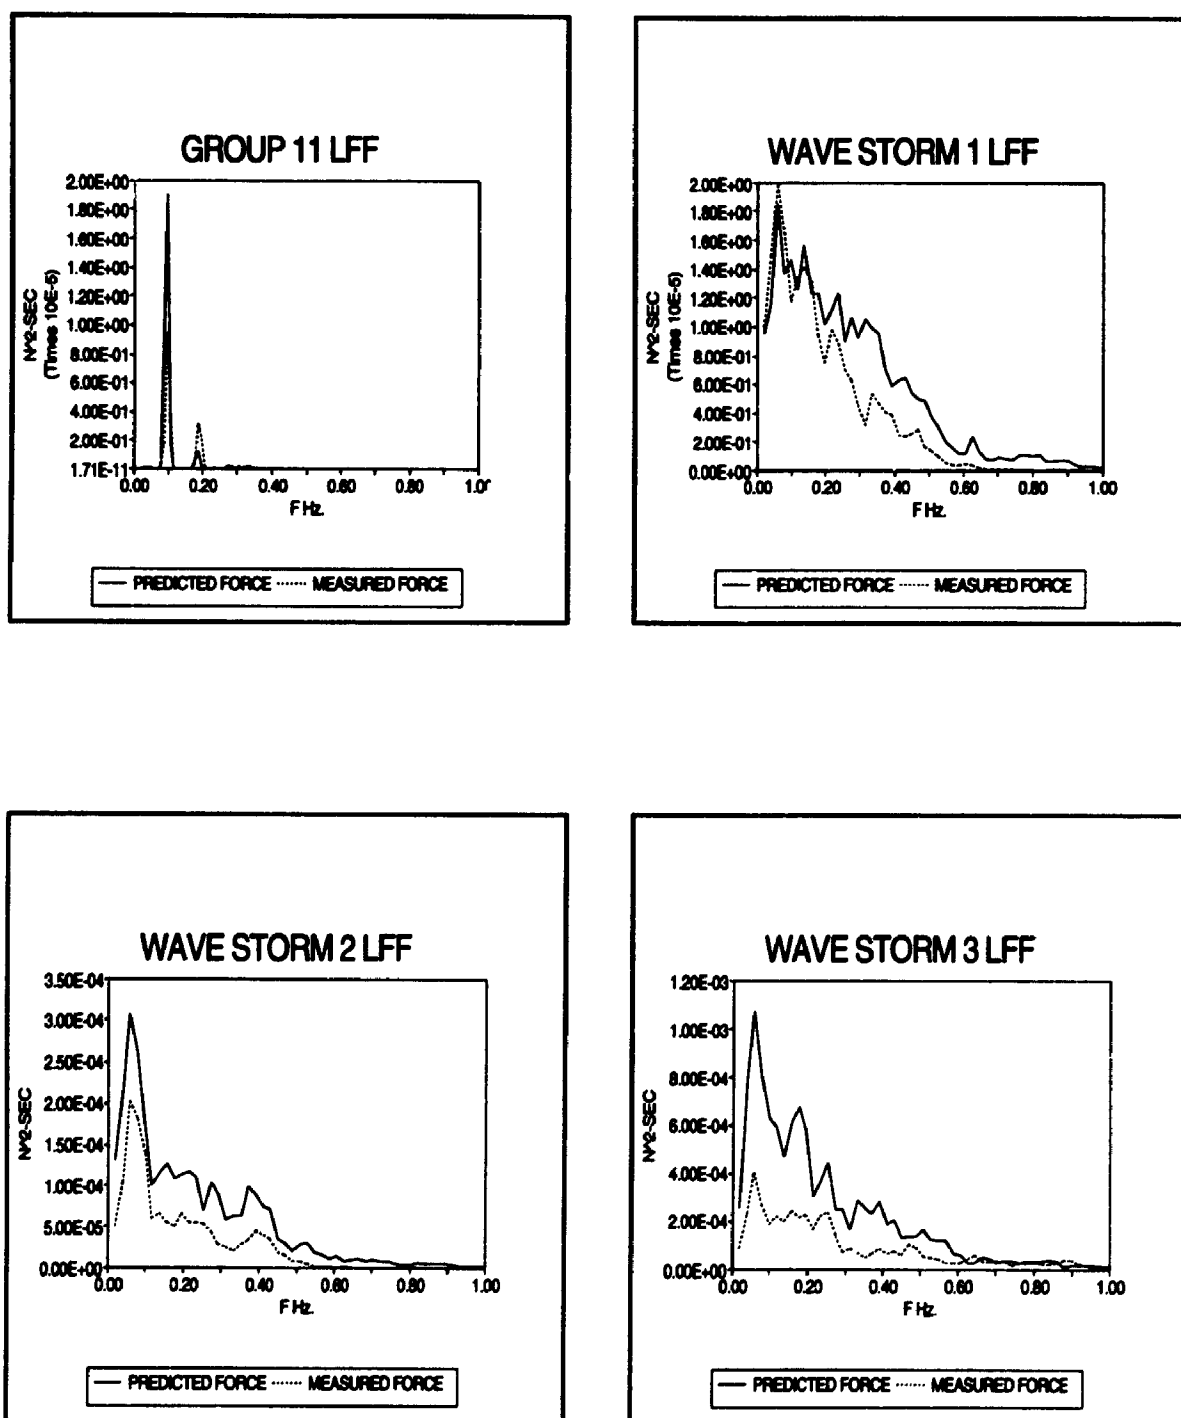 GROUP 11 LFF
2.00E+00
1.80E+00
1.60E+00
1.40E+00
1.20E+00
1.00E+00
8.00E-01
6.00E-01
4.00E-01
2.00E-01
1.71E-11
N^2-SEC
(Times 10E-5)
0.00 0.20 0.40 0.60 0.80 1.0
F Hz.
PREDICTED FORCE MEASURED FORCE
WAVE STORM 1 LFF
2.00E+00
1.80E+00
1.60E+00
1.40E+00
1.20E+00
1.00E+00
8.00E-01
6.00E-01
4.00E-01
2.00E-01
0.00E+00
N^2-SEC
(Times 10E-5)
0.00 0.20 0.40 0.60 0.80 1.00
F Hz.
PREDICTED FORCE MEASURED FORCE
WAVE STORM 2 LFF
3.50E-04
3.00E-04
2.50E-04
2.00E-04
1.50E-04
1.00E-04
5.00E-05
0.00E+00
N^2-SEC
0.00 0.20 0.40 0.60 0.80 1.00
F Hz.
PREDICTED FORCE MEASURED FORCE
WAVE STORM 3 LFF
1.20E-03
1.00E-03
8.00E-04
6.00E-04
4.00E-04
2.00E-04
0.00E+00
N^2-SEC
0.00 0.20 0.40 0.60 0.80 1.00
F Hz.
PREDICTED FORCE MEASURED FORCE